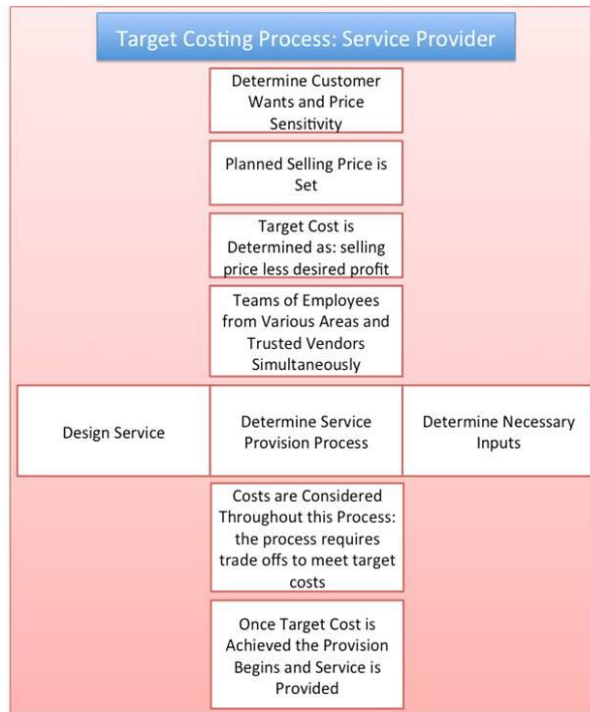 Target Costing Process: Service Provider
Determine Customer
Wants and Price
Sensitivity
Planned Selling Price is
Set
Target Cost is
Determined as: selling
price less desired profit
Teams of Employees
from Various Areas and
Trusted Vendors
Simultaneously
Design Service
Determine Service
Provision Process
Determine Necessary
Inputs
Costs are Considered
Throughout this Process:
the process requires
trade offs to meet target
costs
Once Target Cost is
Achieved the Provision
Begins and Service is
Provided